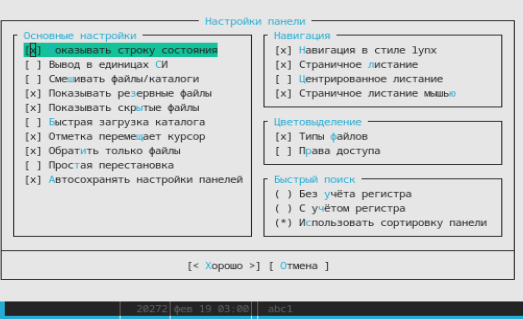 Настройки панели
Основные настройки
[x] оказывать строку состояния
[ ] Вывод в единицах СИ
[ ] Смешивать файлы/каталоги
[x] Показывать резервные файлы
[x] Показывать скрытые файлы
[ ] Быстрая загрузка каталога
[x] Отметка перемещает курсор
[x] Обратить только файлы
[ ] Простая перестановка
[x] Автосохранять настройки панелей
Навигация
[x] Навигация в стиле lynx
[x] Страничное листание
[ ] Центрированное листание
[x] Страничное листание мышью
Цветовыделение
[x] Типы файлов
[ ] Права доступа
Быстрый поиск
( ) Без учёта регистра
( ) С учётом регистра
(*) Использовать сортировку панели
[< Хорошо >] [ Отмена ]
20272 фев 19 03:00 abc1